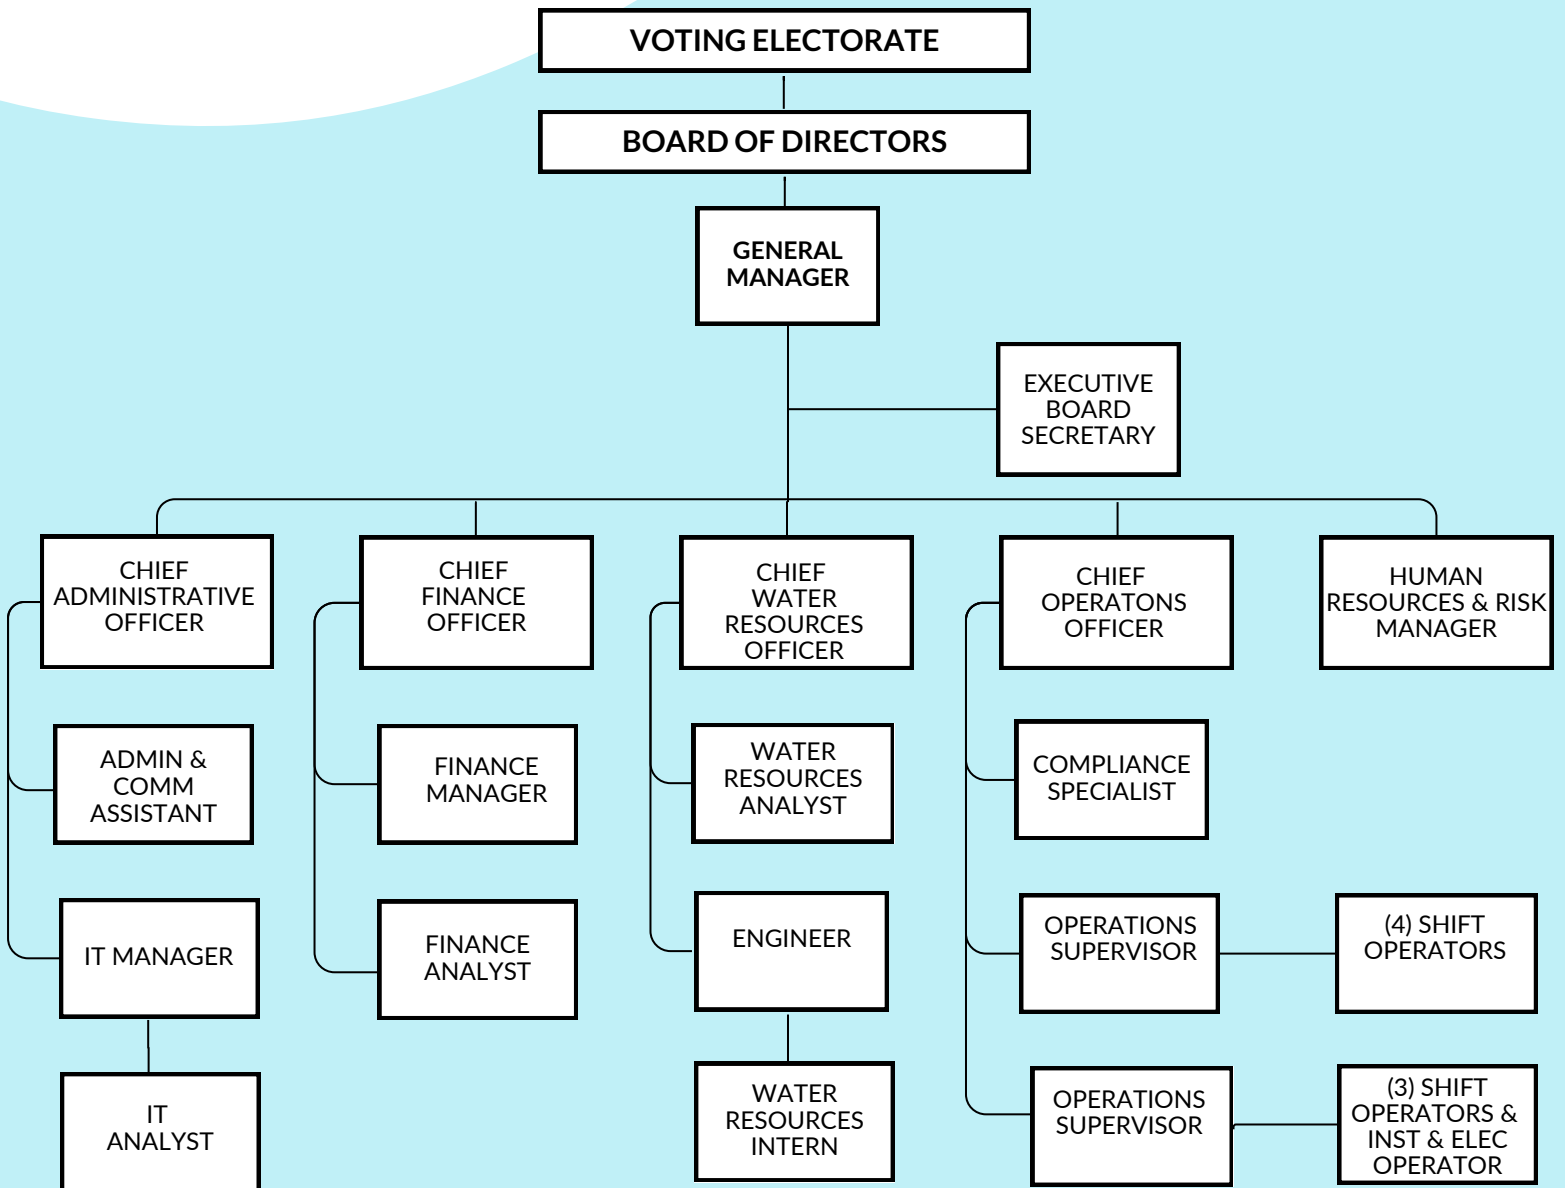 VOTING ELECTORATE
BOARD OF DIRECTORS
GENERAL
MANAGER
EXECUTIVE
BOARD
SECRETARY
CHIEF
ADMINISTRATIVE
OFFICER
CHIEF
FINANCE
OFFICER
CHIEF
WATER
RESOURCES
OFFICER
CHIEF
OPERATONS
OFFICER
HUMAN
RESOURCES & RISK
MANAGER
ADMIN &
COMM
ASSISTANT
FINANCE
MANAGER
WATER
RESOURCES
ANALYST
COMPLIANCE
SPECIALIST
IT MANAGER
FINANCE
ANALYST
ENGINEER
OPERATIONS
SUPERVISOR
(4) SHIFT
OPERATORS
IT
ANALYST
WATER
RESOURCES
INTERN
OPERATIONS
SUPERVISOR
(3) SHIFT
OPERATORS &
INST & ELEC
OPERATOR